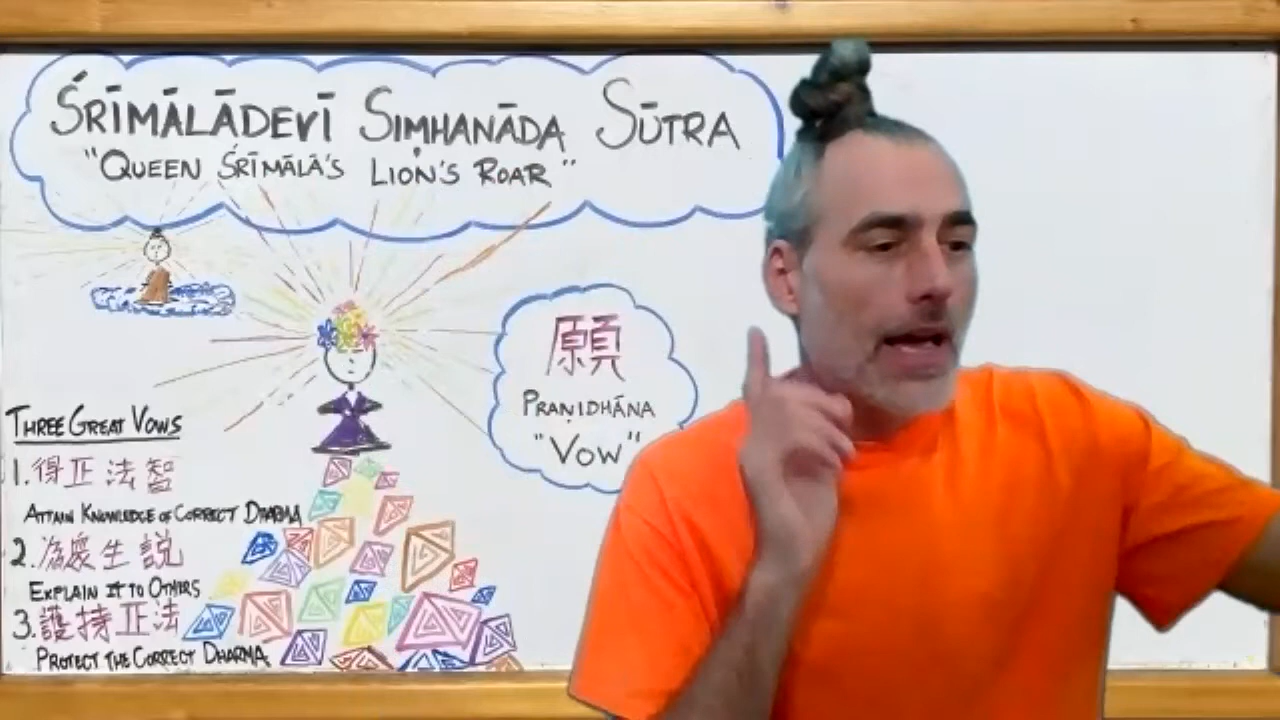 ŚRĪMĀLĀDEVĪ SIṂHANĀDA SŪTRA
"QUEEN ŚRĪMĀLĀ'S LION'S ROAR"
願
PRAṆIDHĀNA
"VOW"
THREE GREAT VOWS
1. 得正法智
ATTAIN KNOWLEDGE OF CORRECT DHARMA
2. 為衆生説
EXPLAIN IT TO OTHERS
3. 護持正法
PROTECT THE CORRECT DHARMA